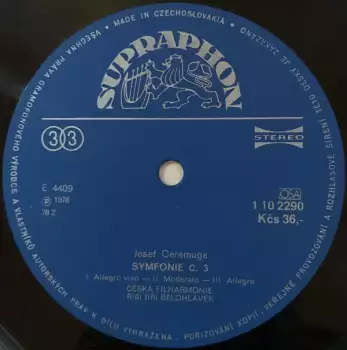 MADE IN CZECHOSLOVAKIA • VŠECHNA PRÁVA GRAMOFONOVÉHO VÝROBCE A VLASTNÍKŮ AUTORSKÝCH PRÁV K DÍLU VYHRAZENA. POŘIZOVÁNÍ KOPIÍ, VEŘEJNÉ PROVOZOVÁNÍ A ROZHLASOVÉ ŠÍŘENÍ TÉTO DESKY JE ZAKÁZÁNO
SUPRAPHON
33
STEREO
E 4409
℗ 1978
78 2
OSA
1 10 2290
Kčs 36,-
Josef Ceremuga
SYMFONIE C. 3
I. Allegro vivo — II. Moderato — III. Allegro
ČESKÁ FILHARMONIE
Řídí JIŘÍ BĚLOHLÁVEK